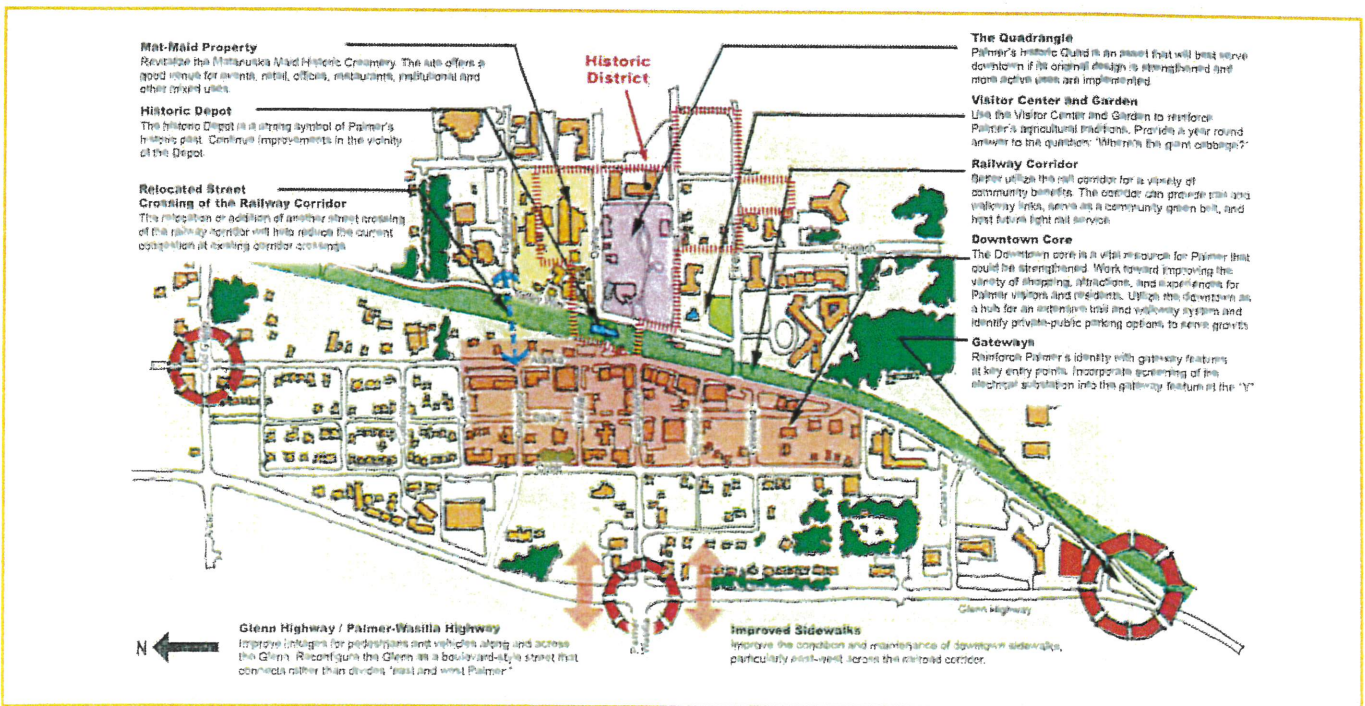 Mat-Maid Property
Revitalize the Matanuska Maid Historic Creamery. The site offers a
good venue for events, retail, offices, restaurants, institutional and
other mixed uses.
Historic Depot
The historic Depot is a strong symbol of Palmer's
historic past. Continue improvements in the vicinity
of the Depot.
Relocated Street
Crossing of the Railway Corridor
The relocation or addition of another street crossing
of the railway corridor will help reduce the current
congestion at existing corridor crossings
Historic
District
The Quadrangle
Palmer's historic Quad is an asset that will best serve
downtown if its original design is strengthened and
more active uses are implemented
Visitor Center and Garden
Use the Visitor Center and Garden to reinforce
Palmer's agricultural traditions. Provide a year round
answer to the question: "Where's the giant cabbage?"
Railway Corridor
Better utilize the rail corridor for a variety of
community benefits. The corridor can provide trail and
walkway links, serve as a community green belt, and
host future light rail service
Downtown Core
The Downtown core is a vital resource for Palmer that
could be strengthened. Work toward improving the
variety of shopping, attractions, and experiences for
Palmer visitors and residents. Utilize the downtown as
a hub for an extensive trail and walkway system and
identify private-public parking options to serve growth
Gateways
Reinforce Palmer's identity with gateway features
at key entry points. Incorporate screening of the
electrical substation into the gateway feature at the "Y"
Chugach
Alaska
Glenn Highway
N
Glenn Highway / Palmer-Wasilla Highway
Improve linkages for pedestrians and vehicles along and across
the Glenn. Reconfigure the Glenn as a boulevard-style street that
connects rather than divides "east and west Palmer"
Improved Sidewalks
Improve the condition and maintenance of downtown sidewalks,
particularly east-west across the railroad corridor.